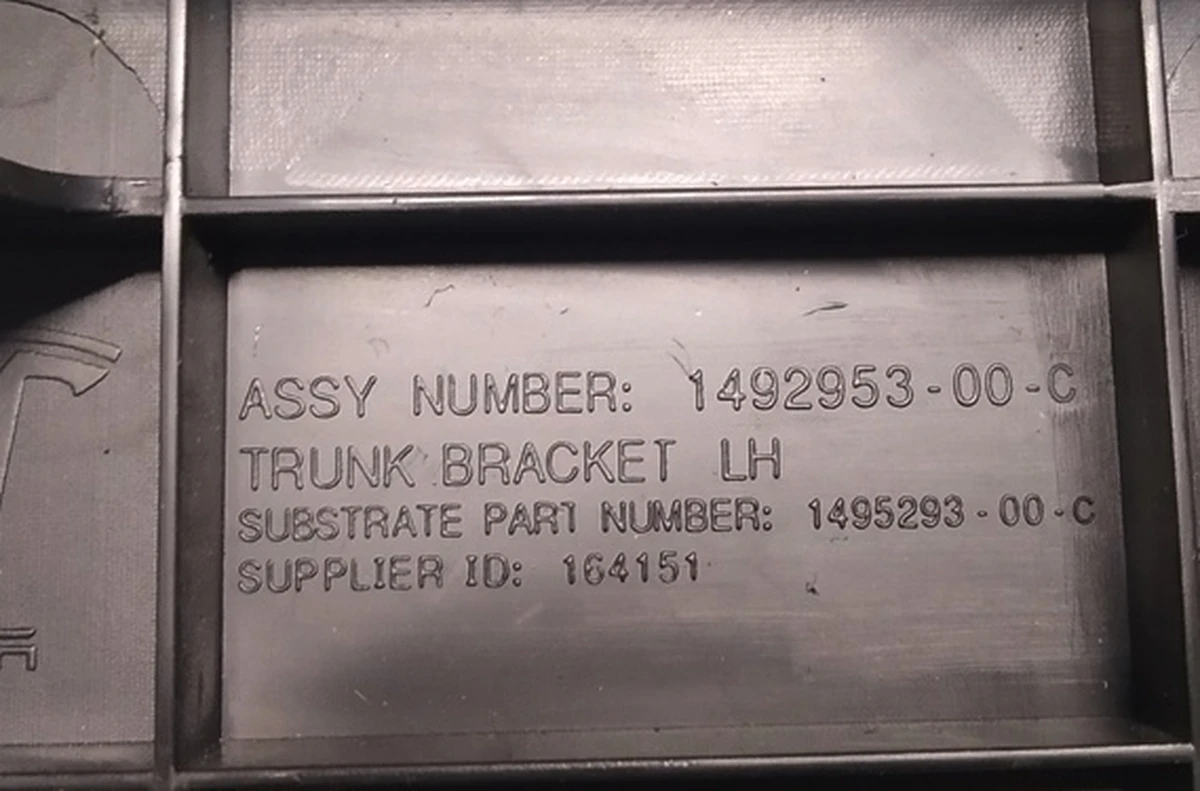 ASSY NUMBER: 1492953-00-C
TRUNK BRACKET LH
SUBSTRATE PART NUMBER: 1495293-00-C
SUPPLIER ID: 164151